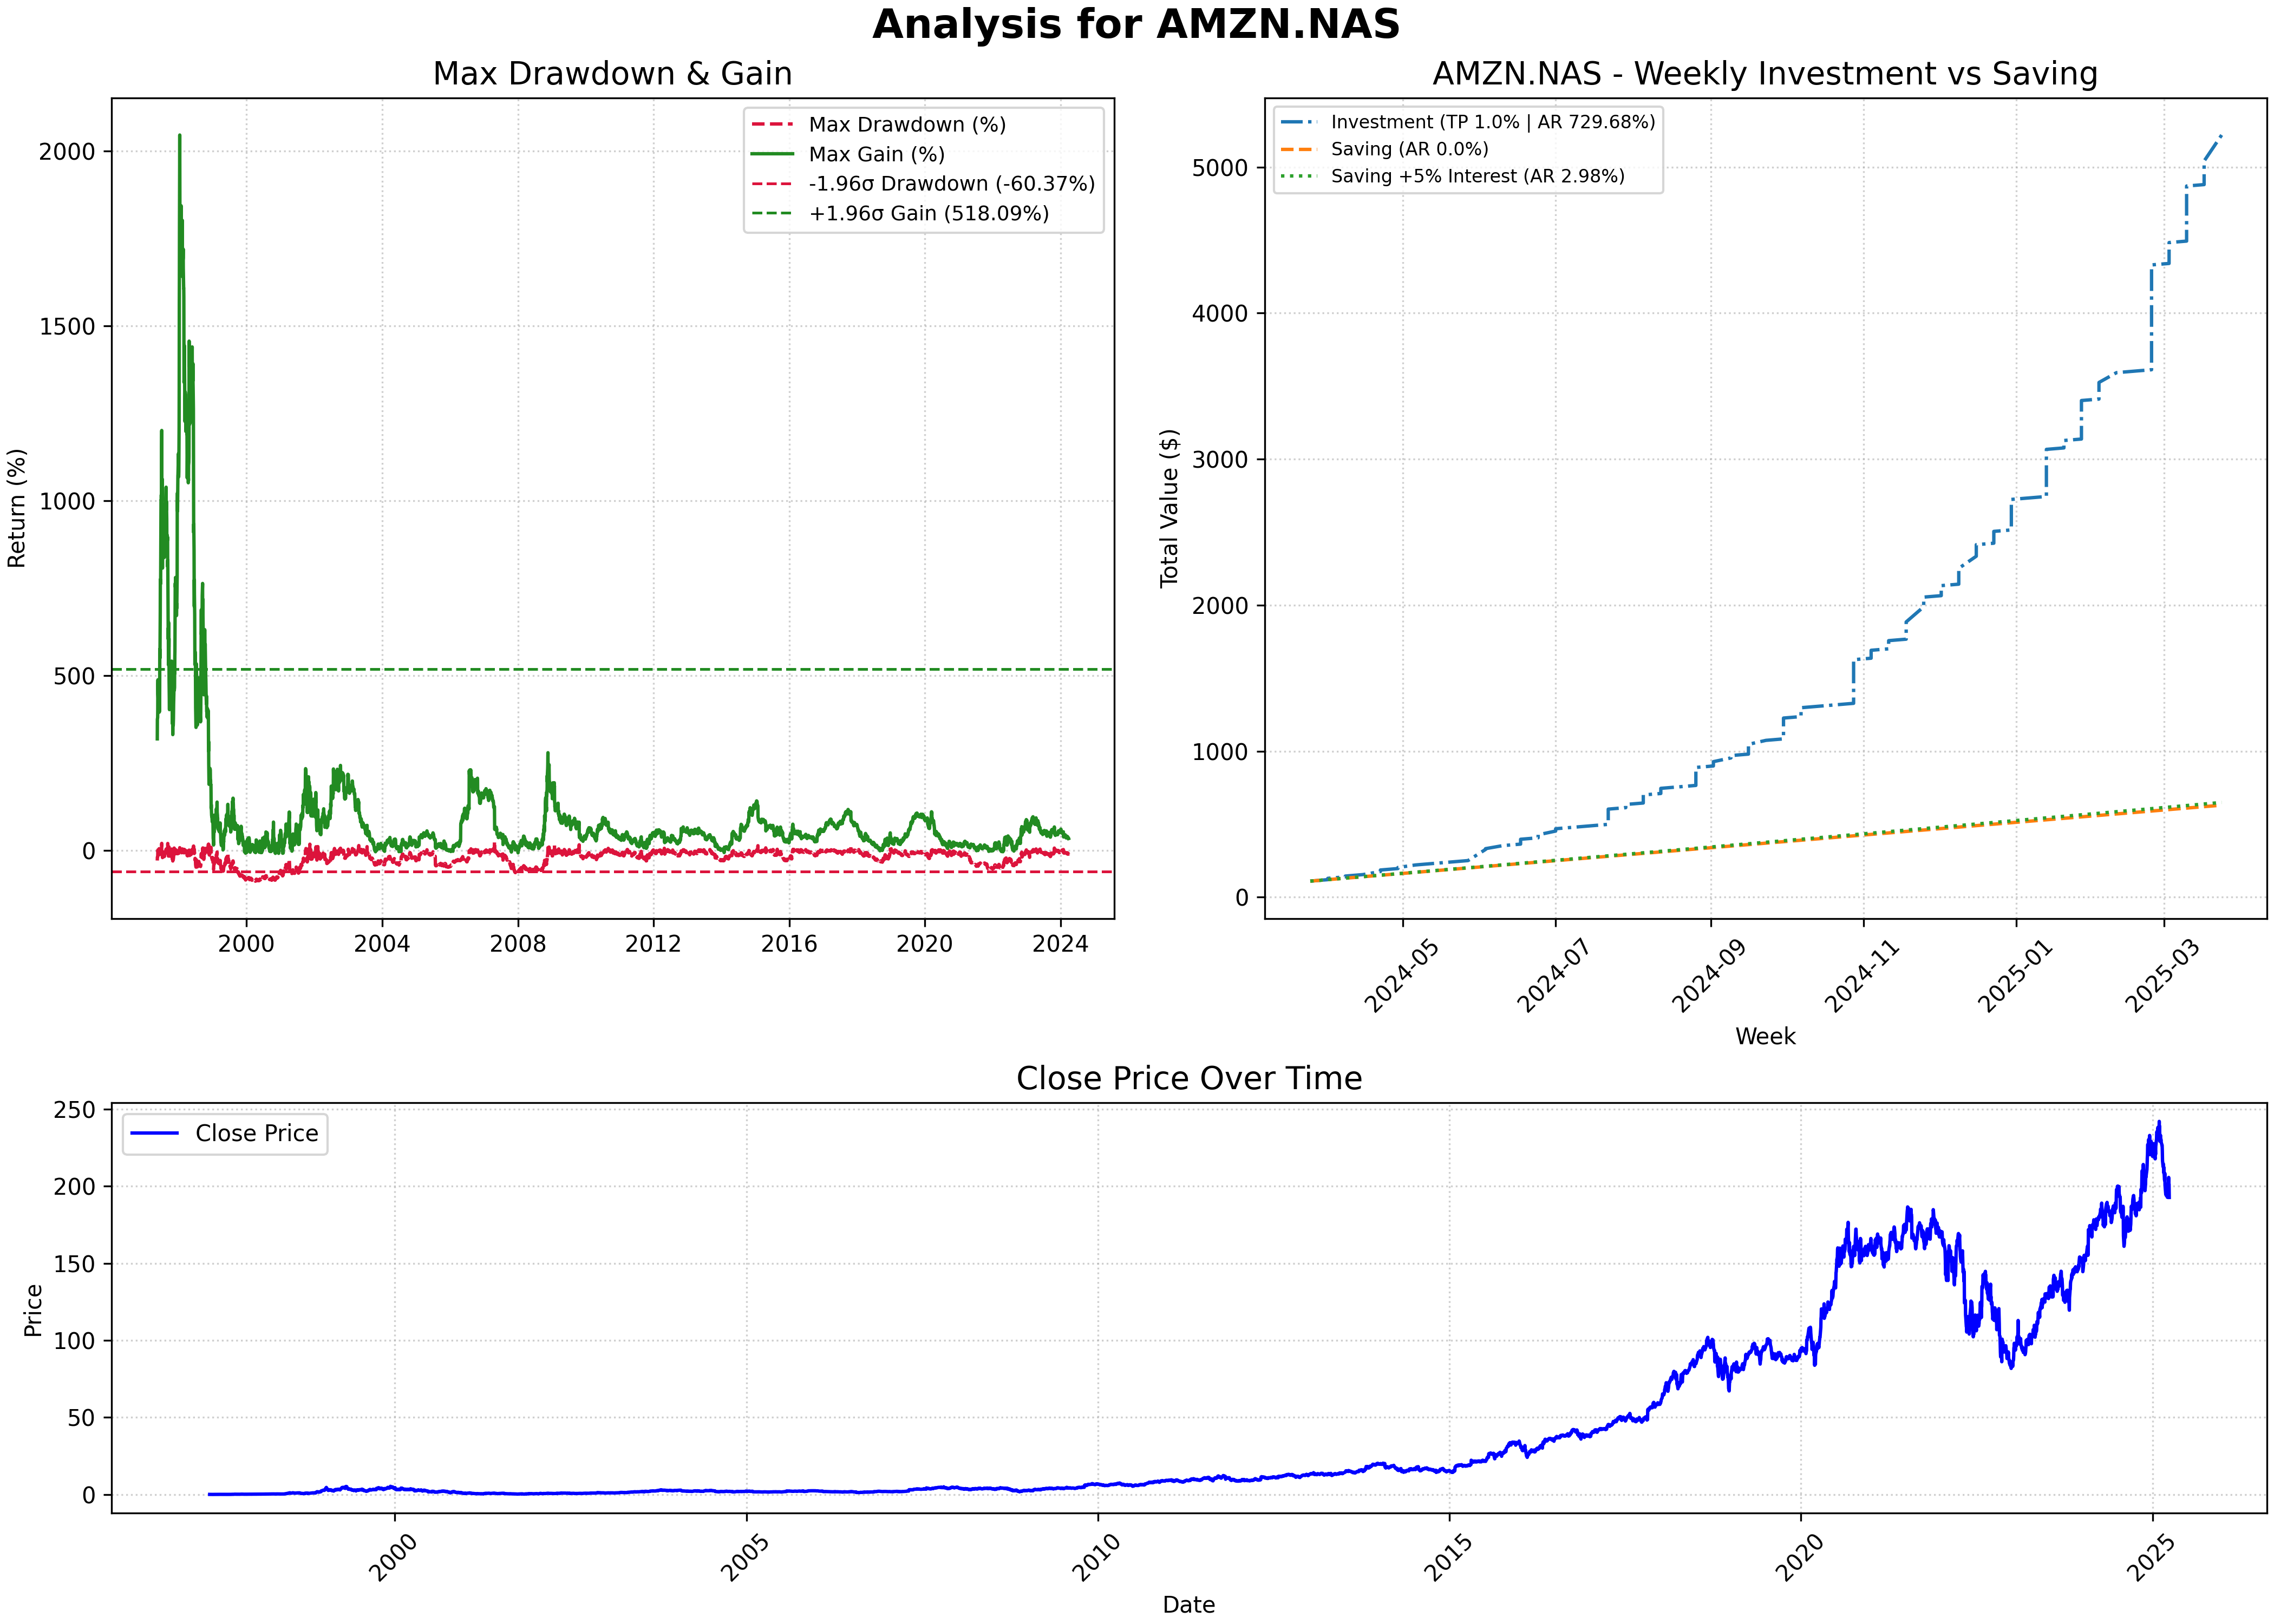 Analysis for AMZN.NAS
Max Drawdown & Gain
Return (%)
2000
1500
1000
500
0
Max Drawdown (%)
Max Gain (%)
-1.96σ Drawdown (-60.37%)
+1.96σ Gain (518.09%)
2000 2004 2008 2012 2016 2020 2024
AMZN.NAS - Weekly Investment vs Saving
Total Value ($)
5000
4000
3000
2000
1000
0
Investment (TP 1.0% | AR 729.68%)
Saving (AR 0.0%)
Saving +5% Interest (AR 2.98%)
2024-05 2024-07 2024-09 2024-11 2025-01 2025-03
Week
Close Price Over Time
Price
250
200
150
100
50
0
Close Price
2000 2005 2010 2015 2020 2025
Date